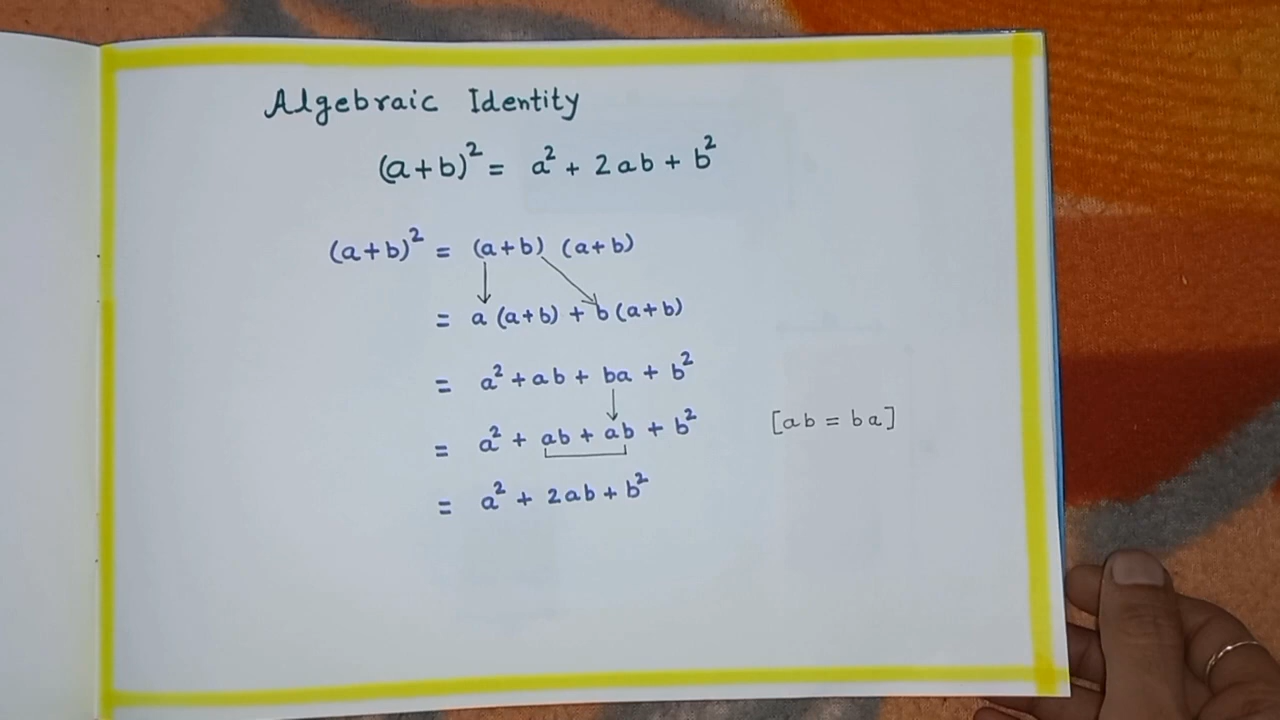 Algebraic Identity
(a+b)² = a² + 2ab + b²
(a+b)² = (a+b) (a+b)
= a (a+b) + b (a+b)
= a² + ab + ba + b²
= a² + ab + ab + b² [ab = ba]
= a² + 2ab + b²